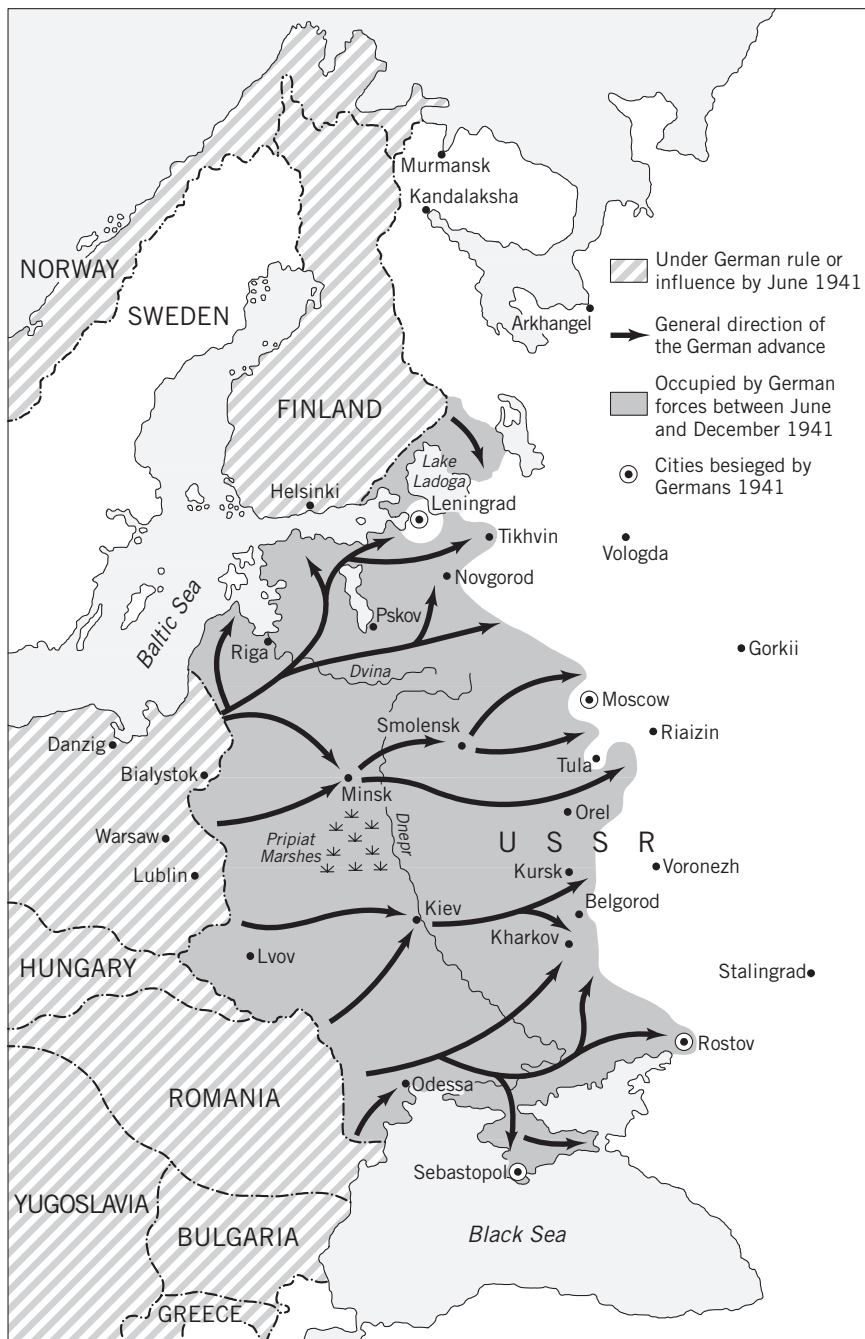 Murmansk
Kandalaksha
NORWAY
SWEDEN
Arkhangel
FINLAND
Lake
Ladoga
Helsinki
Leningrad
Tikhvin
Vologda
Novgorod
Baltic Sea
Pskov
Riga
Gorkii
Dvina
Moscow
Smolensk
Riaizin
Danzig
Tula
Bialystok
Minsk
Orel
Warsaw
Pripiat
Marshes
Dnepr
USSR
Lublin
Kursk
Voronezh
Kiev
Belgorod
Kharkov
HUNGARY
Lvov
Stalingrad
Rostov
ROMANIA
Odessa
Sebastopol
YUGOSLAVIA
BULGARIA
Black Sea
GREECE
Under German rule or
influence by June 1941
General direction of
the German advance
Occupied by German
forces between June
and December 1941
Cities besieged by
Germans 1941